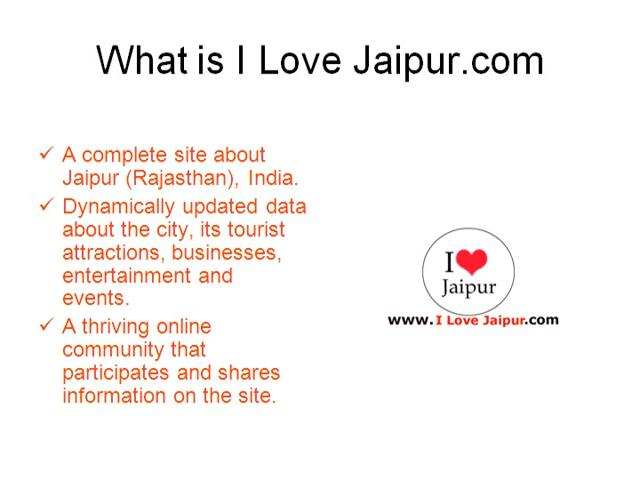 What is I Love Jaipur.com
✓ A complete site about
Jaipur (Rajasthan), India.
✓ Dynamically updated data
about the city, its tourist
attractions, businesses,
entertainment and
events.
✓ A thriving online
community that
participates and shares
information on the site.
I ❤
Jaipur
www.I Love Jaipur.com